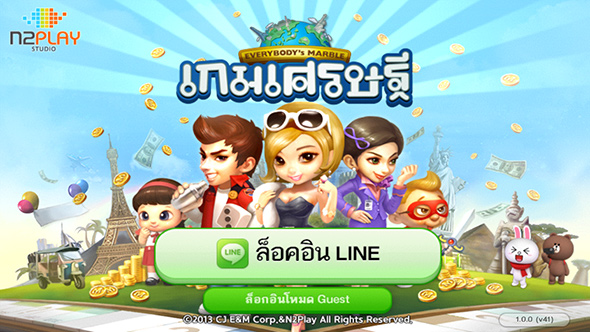 N2PLAY
STUDIO
EVERYBODY's MARBLE
เกมเศรษฐี
LINE
ล็อคอิน LINE
ล็อกอินโหมด Guest
©2013 CJ E&M Corp.&N2Play All Rights Reserved.
1.0.0 (v41)